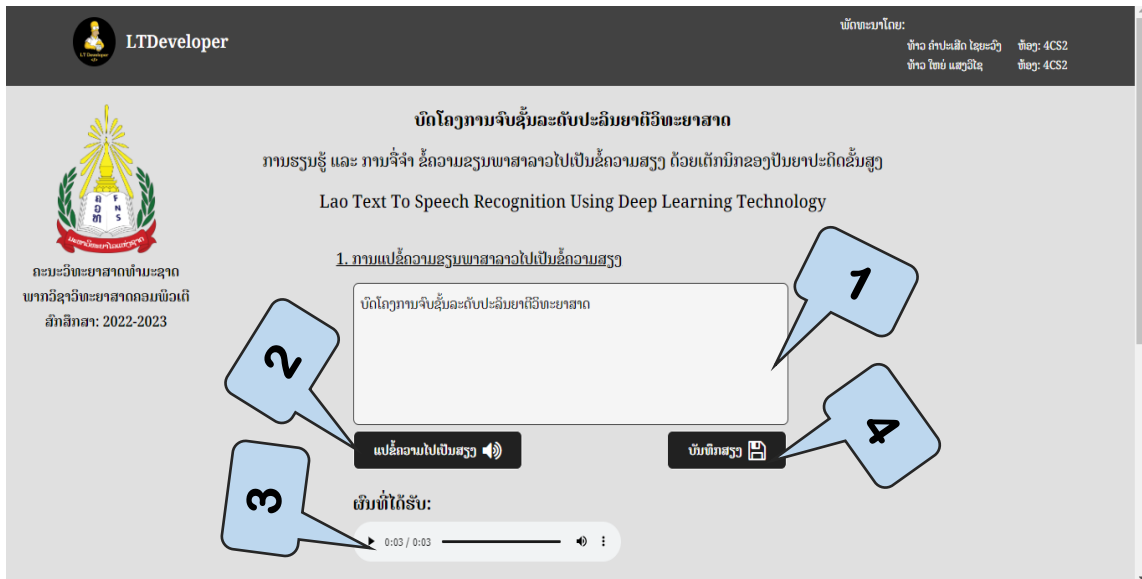 LTDeveloper
ພັດທະນາໂດຍ:
ທ້າວ ຄຳປະເສີດ ໄຊຍະວົງ ຫ້ອງ: 4CS2
ທ້າວ ໃຫຍ່ ແສງວິໄຊ ຫ້ອງ: 4CS2
ບົດໂຄງການຈົບຊັ້ນລະດັບປະລິນຍາຕີວິທະຍາສາດ
ການຮຽນຮູ້ ແລະ ການຈື່ຈຳ ຂໍ້ຄວາມຂຽນພາສາລາວໄປເປັນຂໍ້ຄວາມສຽງ ດ້ວຍເຕັກນິກຂອງປັນຍາປະດິດຂັ້ນສູງ
Lao Text To Speech Recognition Using Deep Learning Technology
ຄ F
ວ N
ທ S
ຄະນະວິທະຍາສາດທຳມະຊາດ
ພາກວິຊາວິທະຍາສາດຄອມພິວເຕີ
ສົກສຶກສາ: 2022-2023
1. ການແປຂໍ້ຄວາມຂຽນພາສາລາວໄປເປັນຂໍ້ຄວາມສຽງ
ບົດໂຄງການຈົບຊັ້ນລະດັບປະລິນຍາຕີວິທະຍາສາດ
1
2
ແປຂໍ້ຄວາມໄປເປັນສຽງ
ບັນທຶກສຽງ
4
3
ຜົນທີ່ໄດ້ຮັບ:
0:03 / 0:03